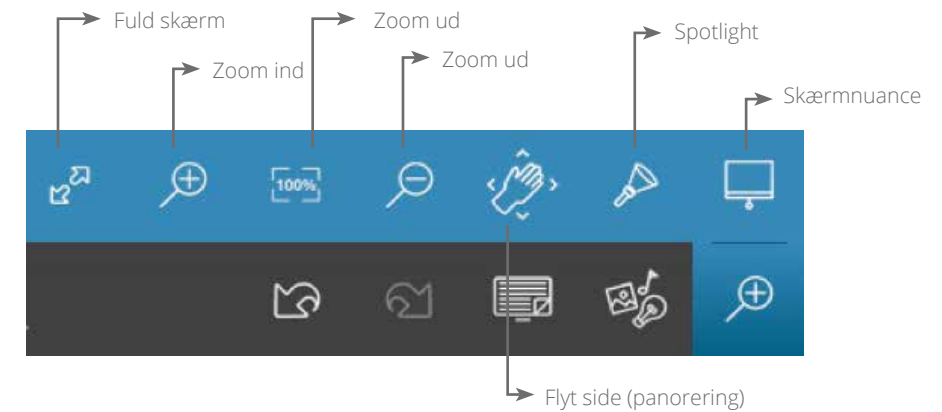 Fuld skærm
Zoom ud
Spotlight
Zoom ind
Zoom ud
Skærmnuance
100%
Flyt side (panorering)